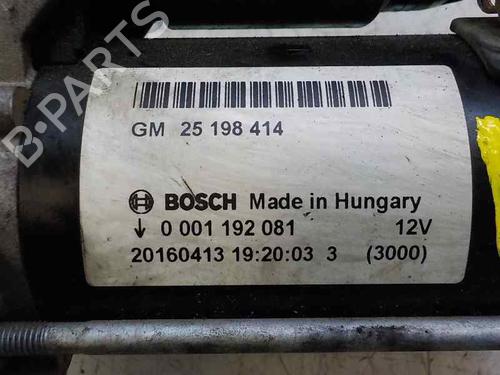 GM 25 198 414
BOSCH Made in Hungary
↓ 0 001 192 081 12V
20160413 19:20:03 3 (3000)
B-PARTS